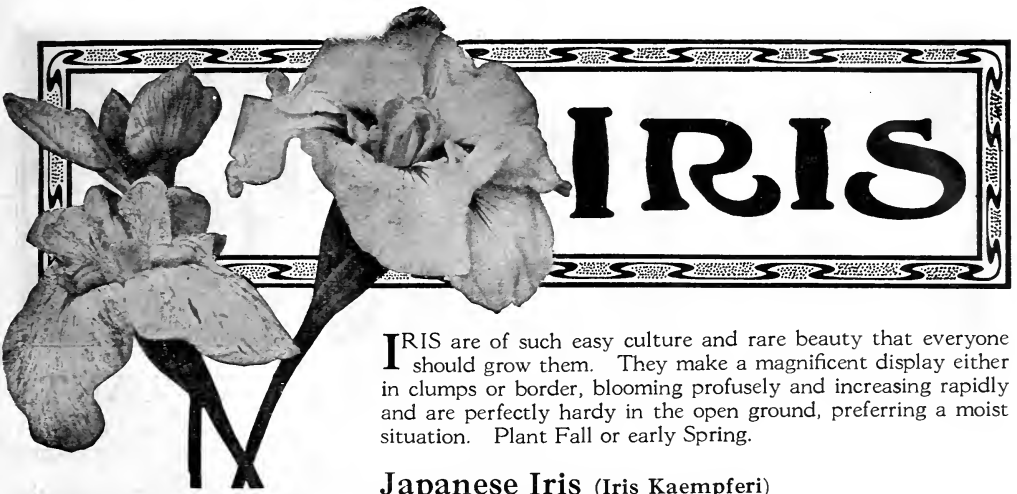 IRIS
IRIS are of such easy culture and rare beauty that everyone
should grow them. They make a magnificent display either
in clumps or border, blooming profusely and increasing rapidly
and are perfectly hardy in the open ground, preferring a moist
situation. Plant Fall or early Spring.
Japanese Iris (Iris Kaempferi)